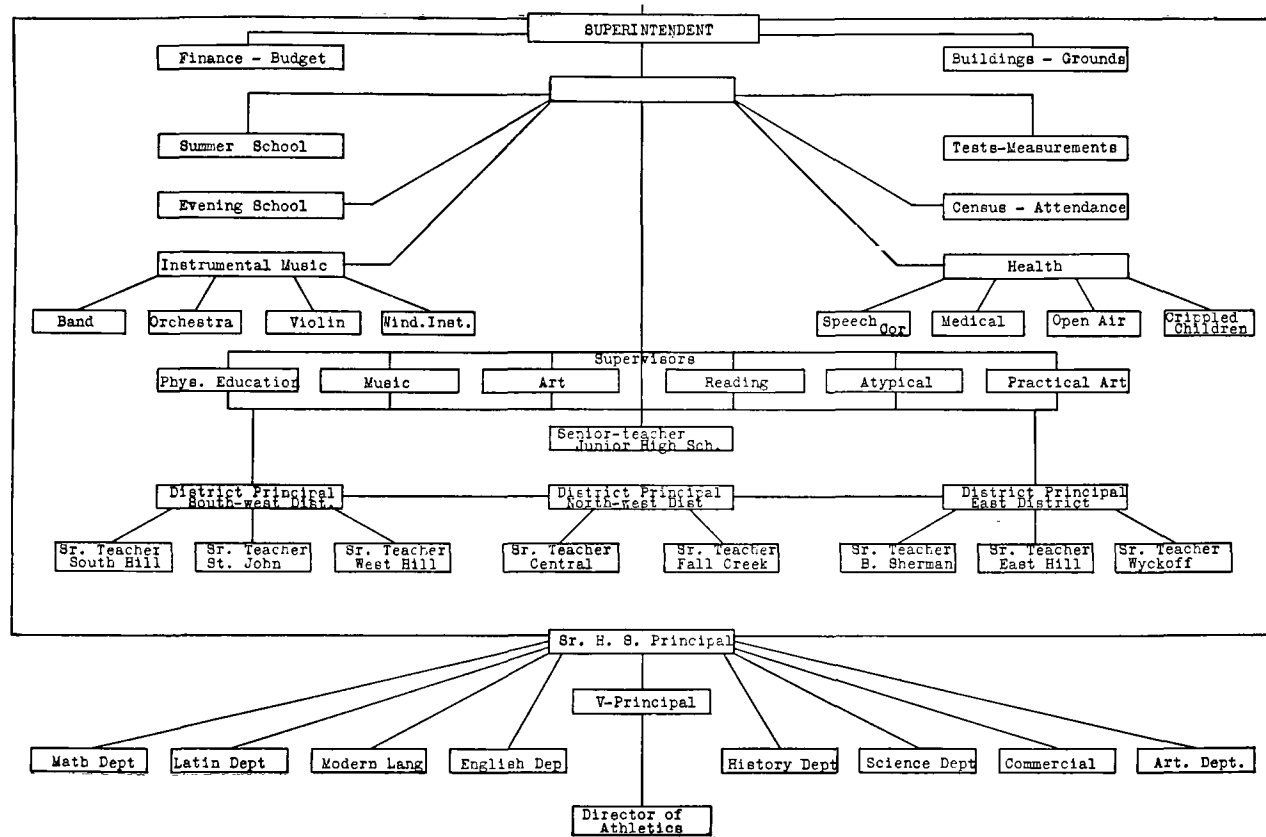 SUPERINTENDENT
Finance - Budget
Buildings - Grounds
Summer School
Tests-Measurements
Evening School
Census - Attendance
Instrumental Music
Health
Band
Orchestra
Violin
Wind.Inst.
Speech
Cor
Medical
Open Air
Crippled
Children
Supervisors
Phys. Education
Music
Art
Reading
Atypical
Practical Art
Senior-teacher
Junior High Sch.
District Principal
South-west Dist.
District Principal
North-west Dist
District Principal
East District
Sr. Teacher
South Hill
Sr. Teacher
St. John
Sr. Teacher
West Hill
Sr. Teacher
Central
Sr. Teacher
Fall Creek
Sr. Teacher
B. Sherman
Sr. Teacher
East Hill
Sr. Teacher
Wyckoff
Sr. H. S. Principal
V-Principal
Math Dept
Latin Dept
Modern Lang
English Dep
History Dept
Science Dept
Commercial
Art. Dept.
Director of
Athletics